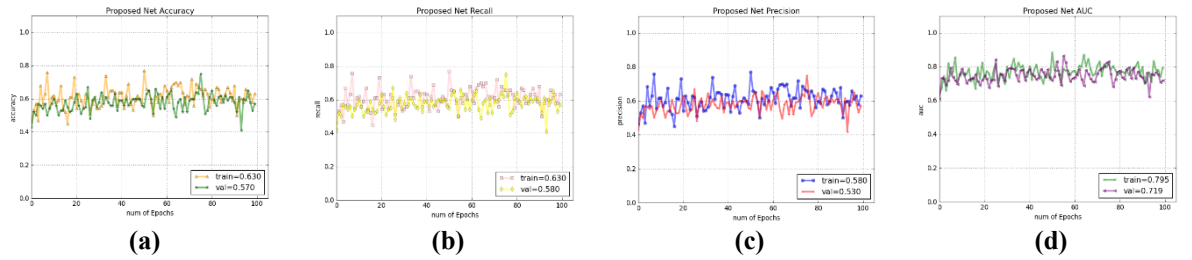 Proposed Net Accuracy
1.0
0.8
0.6
0.4
0.2
0.0
accuracy
0 20 40 60 80 100
num of Epochs
train=0.630
val=0.570
(a)
Proposed Net Recall
1.0
0.8
0.6
0.4
0.2
0.0
recall
0 20 40 60 80 100
num of Epochs
train=0.630
val=0.580
(b)
Proposed Net Precision
1.0
0.8
0.6
0.4
0.2
0.0
precision
0 20 40 60 80 100
num of Epochs
train=0.580
val=0.530
(c)
Proposed Net AUC
1.0
0.8
0.6
0.4
0.2
0.0
auc
0 20 40 60 80 100
num of Epochs
train=0.795
val=0.719
(d)